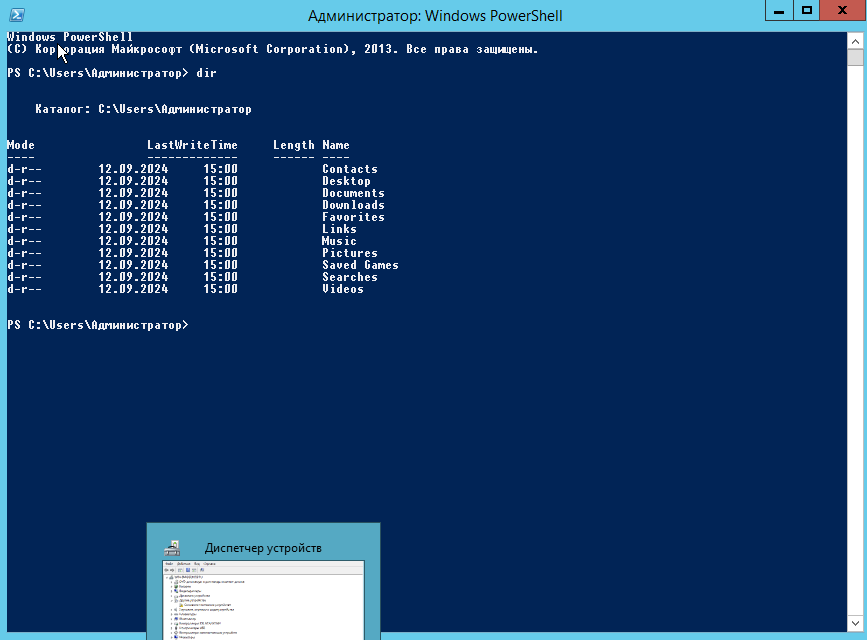 Администратор: Windows PowerShell
Windows PowerShell
(C) Корпорация Майкрософт (Microsoft Corporation), 2013. Все права защищены.
PS C:\Users\Администратор> dir
Каталог: C:\Users\Администратор
Mode LastWriteTime Length Name
---- ------------- ------ ----
d-r-- 12.09.2024 15:00 Contacts
d-r-- 12.09.2024 15:00 Desktop
d-r-- 12.09.2024 15:00 Documents
d-r-- 12.09.2024 15:00 Downloads
d-r-- 12.09.2024 15:00 Favorites
d-r-- 12.09.2024 15:00 Links
d-r-- 12.09.2024 15:00 Music
d-r-- 12.09.2024 15:00 Pictures
d-r-- 12.09.2024 15:00 Saved Games
d-r-- 12.09.2024 15:00 Searches
d-r-- 12.09.2024 15:00 Videos
PS C:\Users\Администратор>
Диспетчер устройств